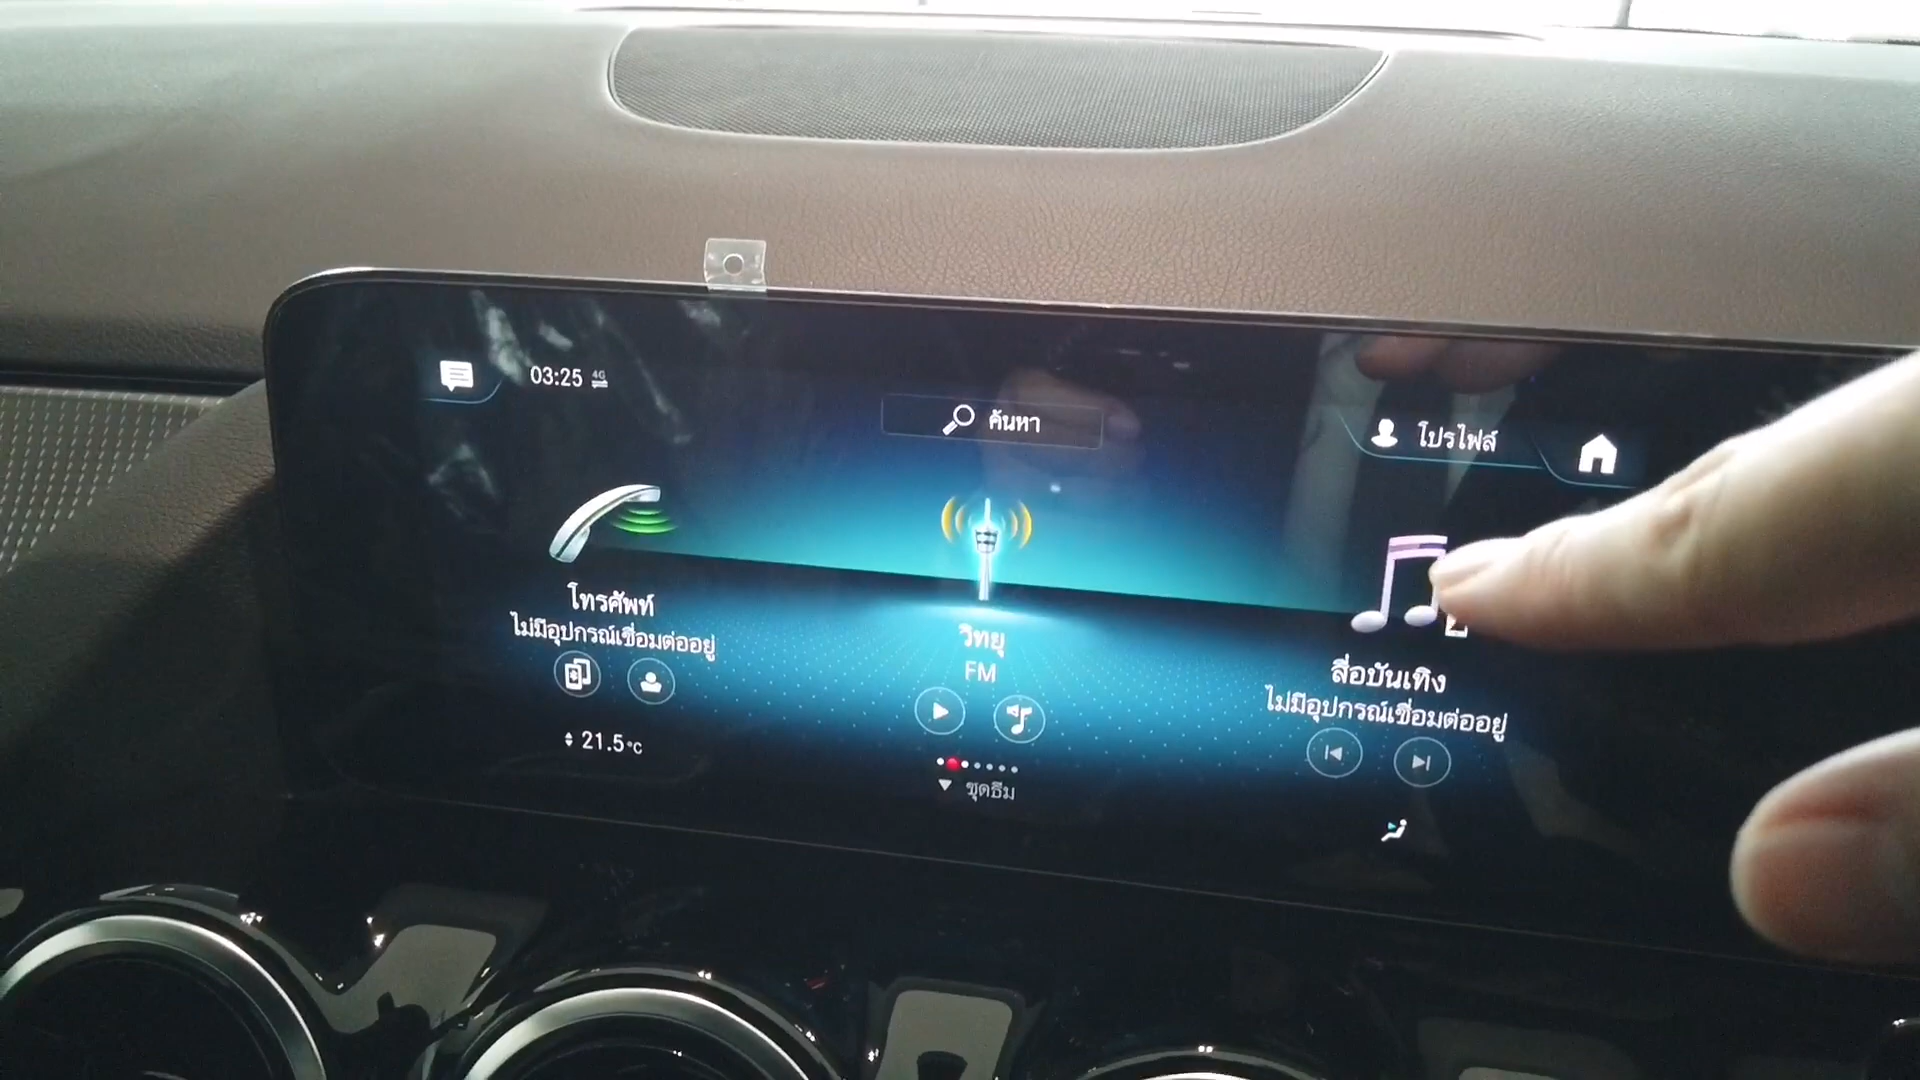 03:25 4G
ค้นหา
โปรไฟล์
โทรศัพท์
ไม่มีอุปกรณ์เชื่อมต่ออยู่
วิทยุ
FM
สื่อบันเทิง
ไม่มีอุปกรณ์เชื่อมต่ออยู่
21.5°C
ชุดธีม